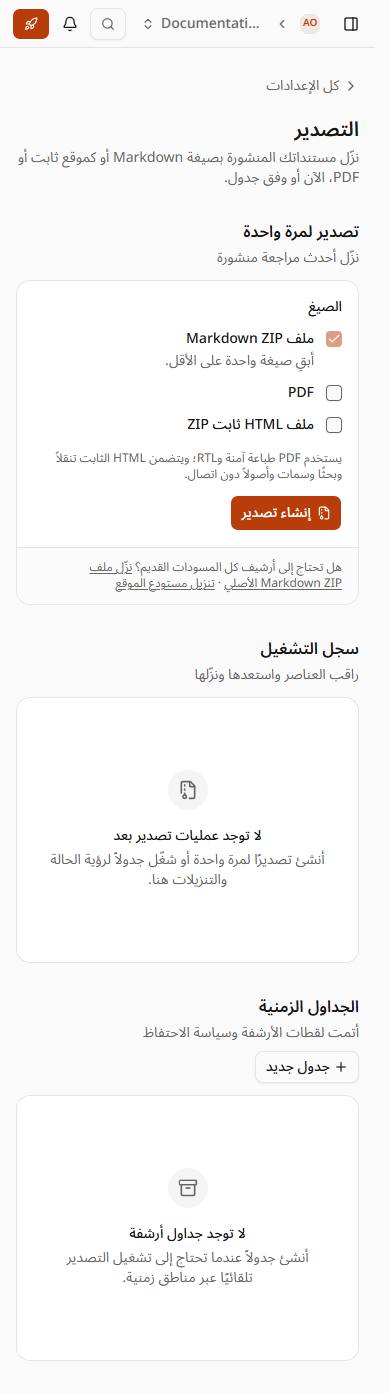 AO
Documentati...
كل الإعدادات
التصدير
نزّل مستنداتك المنشورة بصيغة Markdown أو كموقع ثابت أو
PDF، الآن أو وفق جدول.
تصدير لمرة واحدة
نزّل أحدث مراجعة منشورة
الصيغ
ملف Markdown ZIP
أبقِ صيغة واحدة على الأقل.
PDF
ملف HTML ثابت ZIP
يستخدم PDF طباعة آمنة وRTL؛ ويتضمن HTML الثابت تنقلاً
وبحثًا وسمات وأصولاً دون اتصال.
إنشاء تصدير
هل تحتاج إلى أرشيف كل المسودات القديم؟ نزّل ملف
Markdown ZIP الأصلي · تنزيل مستودع الموقع
سجل التشغيل
راقب العناصر واستعدها ونزّلها
لا توجد عمليات تصدير بعد
أنشئ تصديرًا لمرة واحدة أو شغّل جدولاً لرؤية الحالة
والتنزيلات هنا.
الجداول الزمنية
أتمت لقطات الأرشفة وسياسة الاحتفاظ
جدول جديد
لا توجد جداول أرشفة
أنشئ جدولاً عندما تحتاج إلى تشغيل التصدير
تلقائيًا عبر مناطق زمنية.